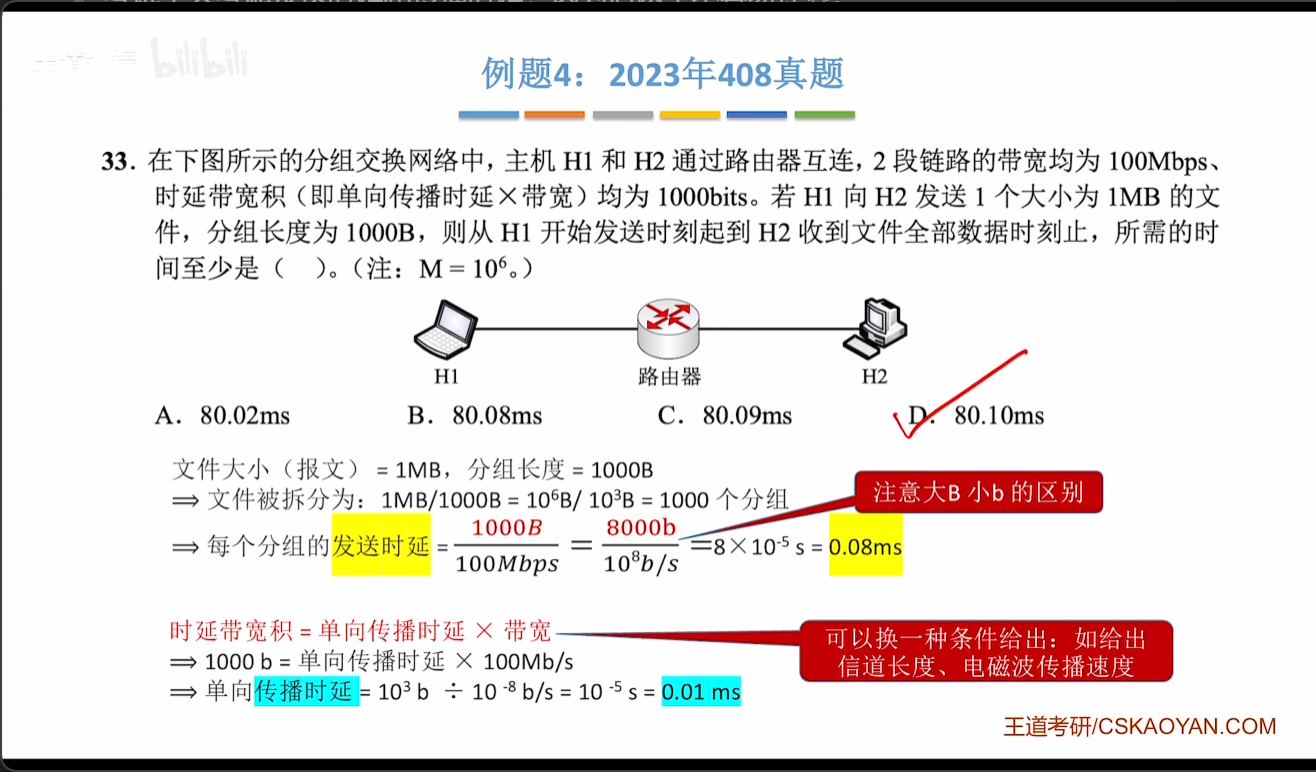 bilibili
例题4：2023年408真题
33. 在下图所示的分组交换网络中，主机 H1 和 H2 通过路由器互连，2 段链路的带宽均为 100Mbps、
时延带宽积（即单向传播时延×带宽）均为 1000bits。若 H1 向 H2 发送 1 个大小为 1MB 的文
件，分组长度为 1000B，则从 H1 开始发送时刻起到 H2 收到文件全部数据时刻止，所需的时
间至少是（ ）。（注：M = 10⁶。）
H1 路由器 H2
A. 80.02ms B. 80.08ms C. 80.09ms D. 80.10ms
文件大小（报文） = 1MB，分组长度 = 1000B
⟹ 文件被拆分为：1MB/1000B = 10⁶B/ 10³B = 1000 个分组
注意大B 小b 的区别
⟹ 每个分组的发送时延 = 1000B/100Mbps = 8000b/10⁸b/s =8×10⁻⁵ s = 0.08ms
时延带宽积 = 单向传播时延 × 带宽
⟹ 1000 b = 单向传播时延 × 100Mb/s
⟹ 单向传播时延 = 10³ b ÷ 10 ⁻⁸ b/s = 10 ⁻⁵ s = 0.01 ms
可以换一种条件给出：如给出
信道长度、电磁波传播速度
王道考研/CSKAOYAN.COM